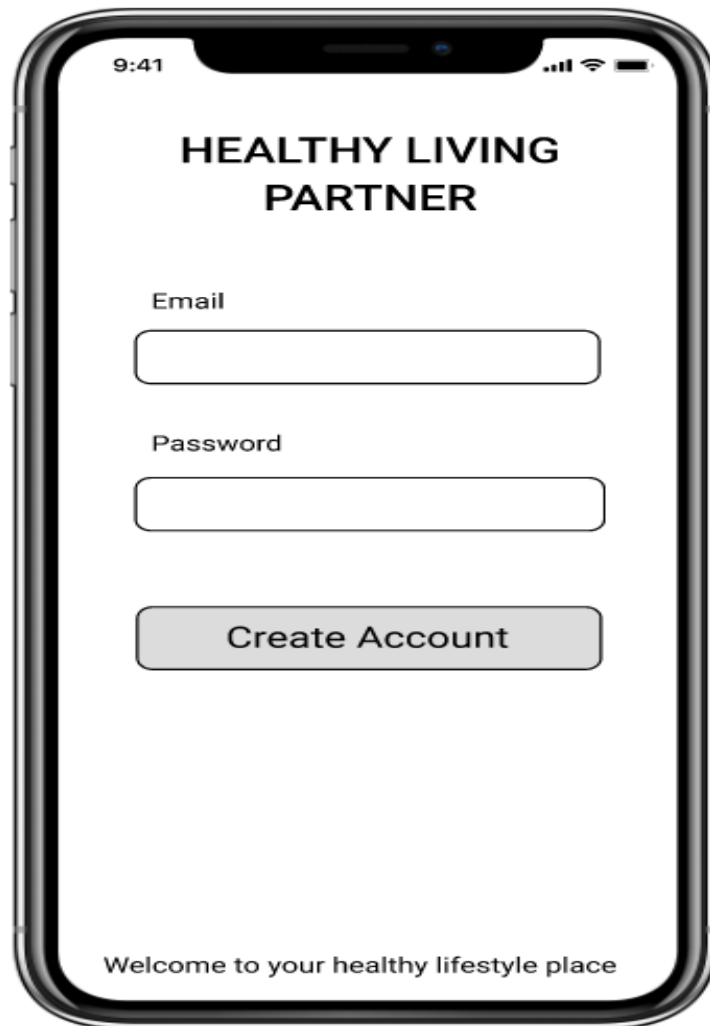 9:41
HEALTHY LIVING
PARTNER
Email
Password
Create Account
Welcome to your healthy lifestyle place